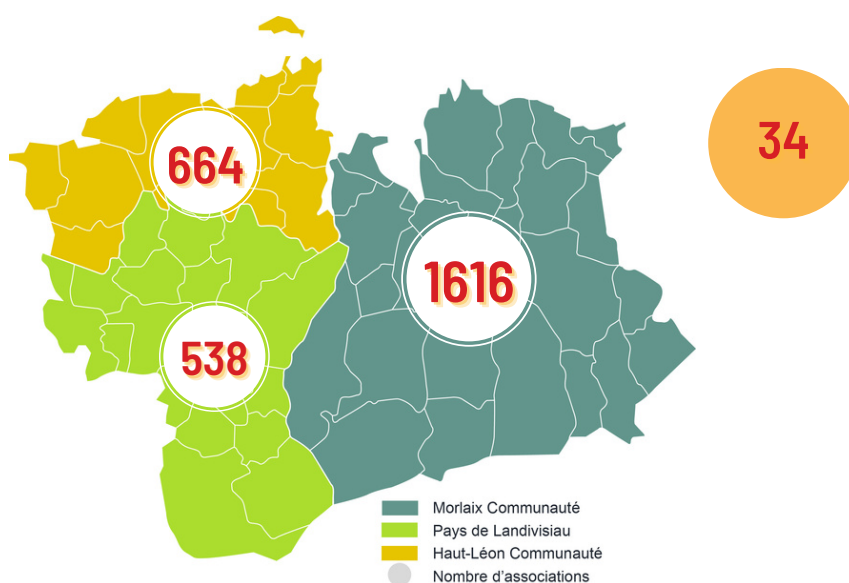 34
664
1616
538
Morlaix Communauté
Pays de Landivisiau
Haut-Léon Communauté
Nombre d'associations